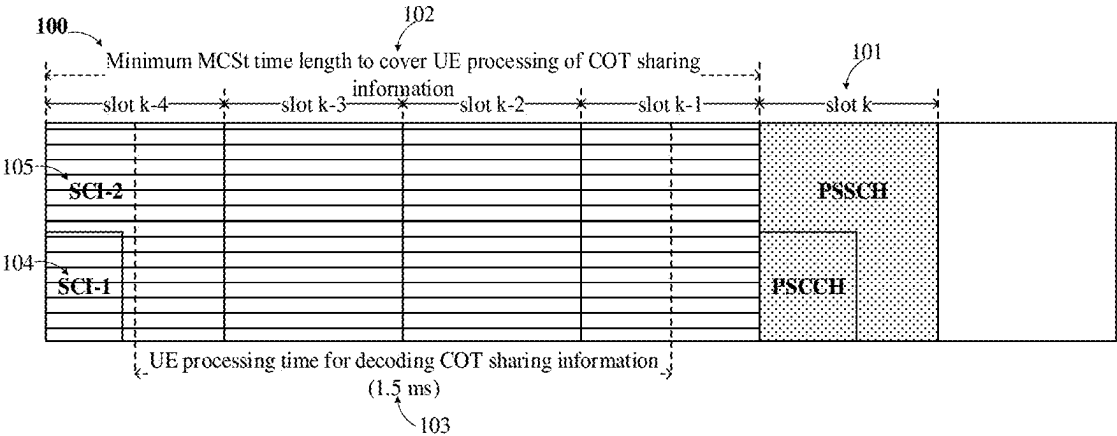 102
100
Minimum MCSt time length to cover UE processing of COT sharing
information
101
slot k-4 slot k-3 slot k-2 slot k-1 slot k
105
SCI-2 PSSCH
104
SCI-1 PSCCH
UE processing time for decoding COT sharing information
(1.5 ms)
103